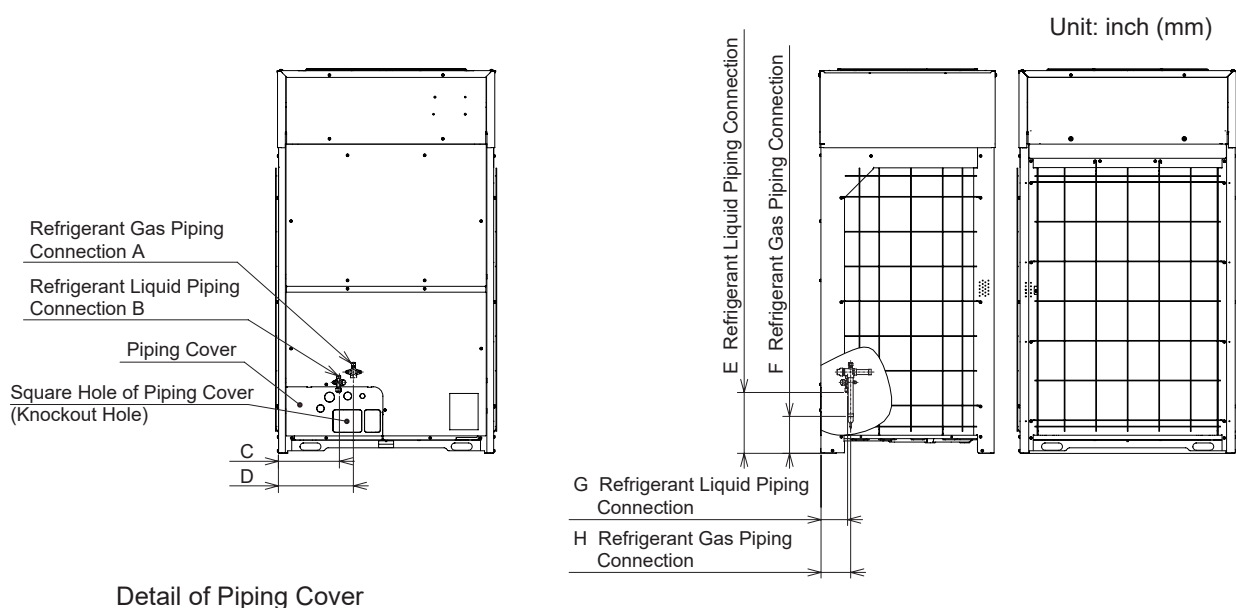 Unit: inch (mm)
Refrigerant Gas Piping
Connection A
Refrigerant Liquid Piping
Connection B
Piping Cover
Square Hole of Piping Cover
(Knockout Hole)
C
D
E Refrigerant Liquid Piping Connection
F Refrigerant Gas Piping Connection
G Refrigerant Liquid Piping
Connection
H Refrigerant Gas Piping
Connection
Detail of Piping Cover